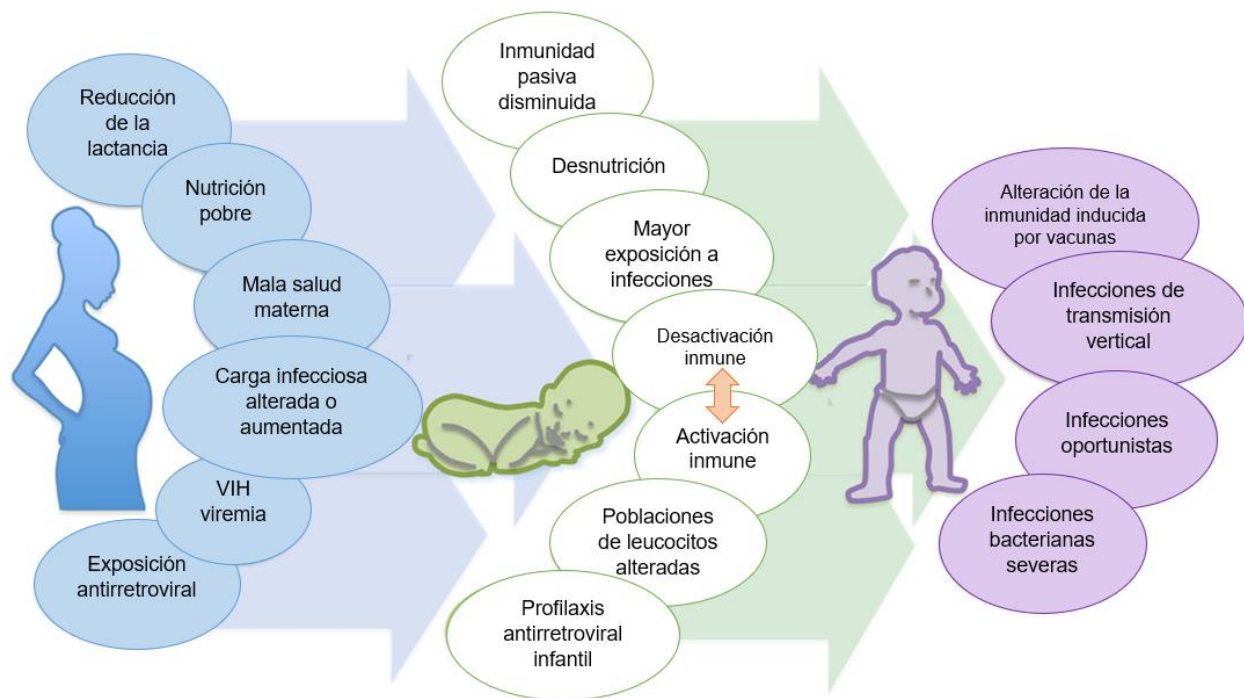 Reducción
de la
lactancia
Nutrición
pobre
Mala salud
materna
Carga infecciosa
alterada o
aumentada
VIH
viremia
Exposición
antirretroviral
Inmunidad
pasiva
disminuida
Desnutrición
Mayor
exposición a
infecciones
Desactivación
inmune
Activación
inmune
Poblaciones
de leucocitos
alteradas
Profilaxis
antirretroviral
infantil
Alteración de la
inmunidad inducida
por vacunas
Infecciones de
transmisión
vertical
Infecciones
oportunistas
Infecciones
bacterianas
severas